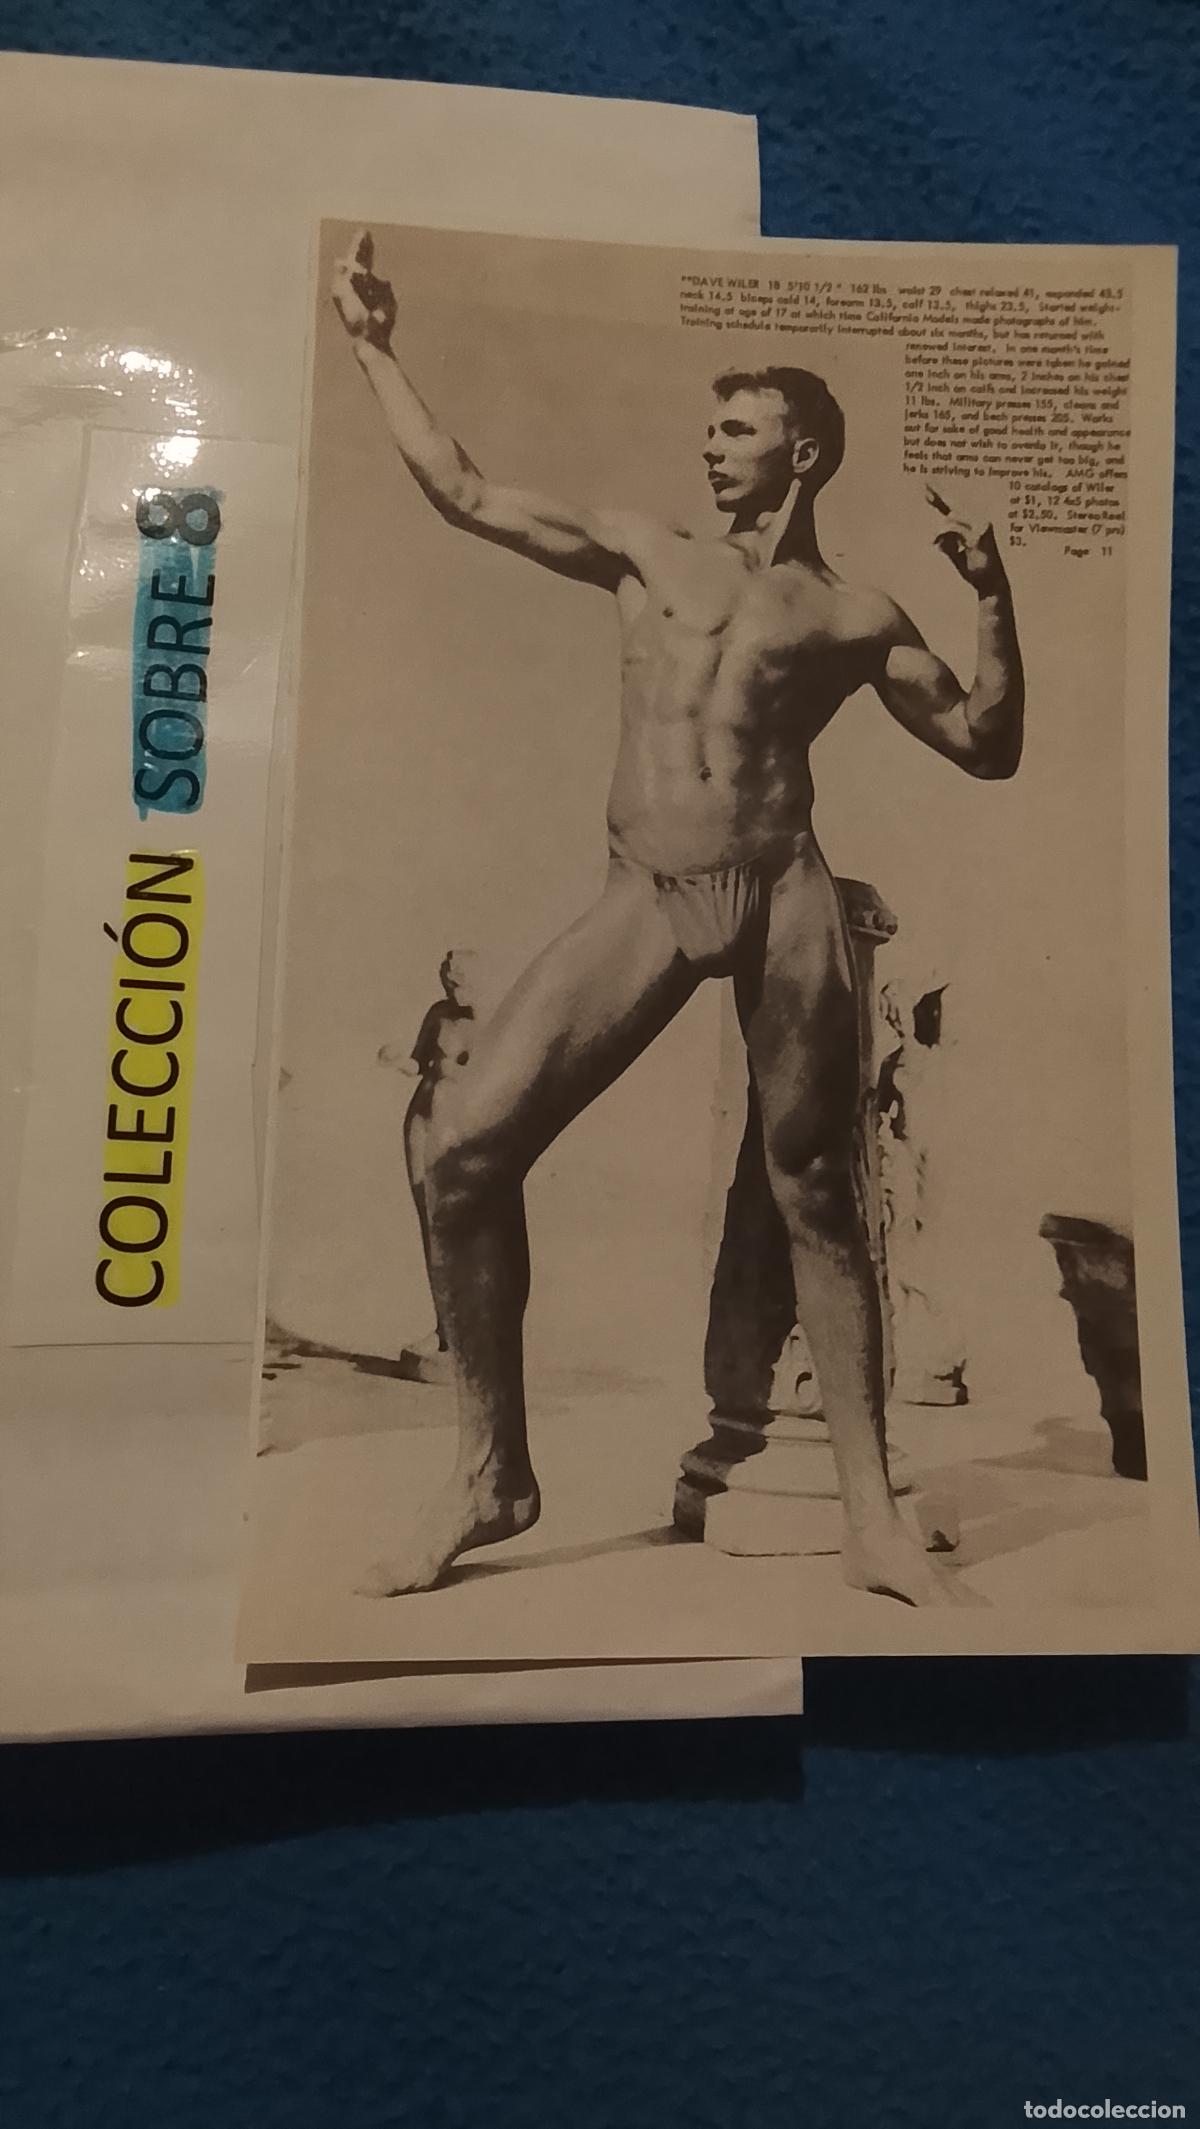 **DAVE WILER 18 5'10 1/2" 162 lbs waist 29 chest relaxed 41, expanded 43.5
neck 14.5 biceps cold 14, forearm 13.5, calf 13.5, thighs 23.5, Started weight-
training at age of 17 at which time California Models made photographs of him.
Training schedule temporarily interrupted about six months, but has returned with
renewed interest. In one month's time
before these pictures were taken he gained
one inch on his arms, 2 inches on his chest
1/2 inch on calfs and increased his weight
11 lbs. Military presses 155, cleans and
jerks 165, and bech presses 205. Works
out for sake of good health and appearance
but does not wish to overdo it, though he
feels that arms can never get too big, and
he is striving to improve his. AMG offers
10 catalogs of Wiler
at $1, 12 4x5 photos
at $2.50. StereoReel
for Viewmaster (7 prs)
$3.
Page 11
COLECCIÓN SOBRE 8
todocoleccion